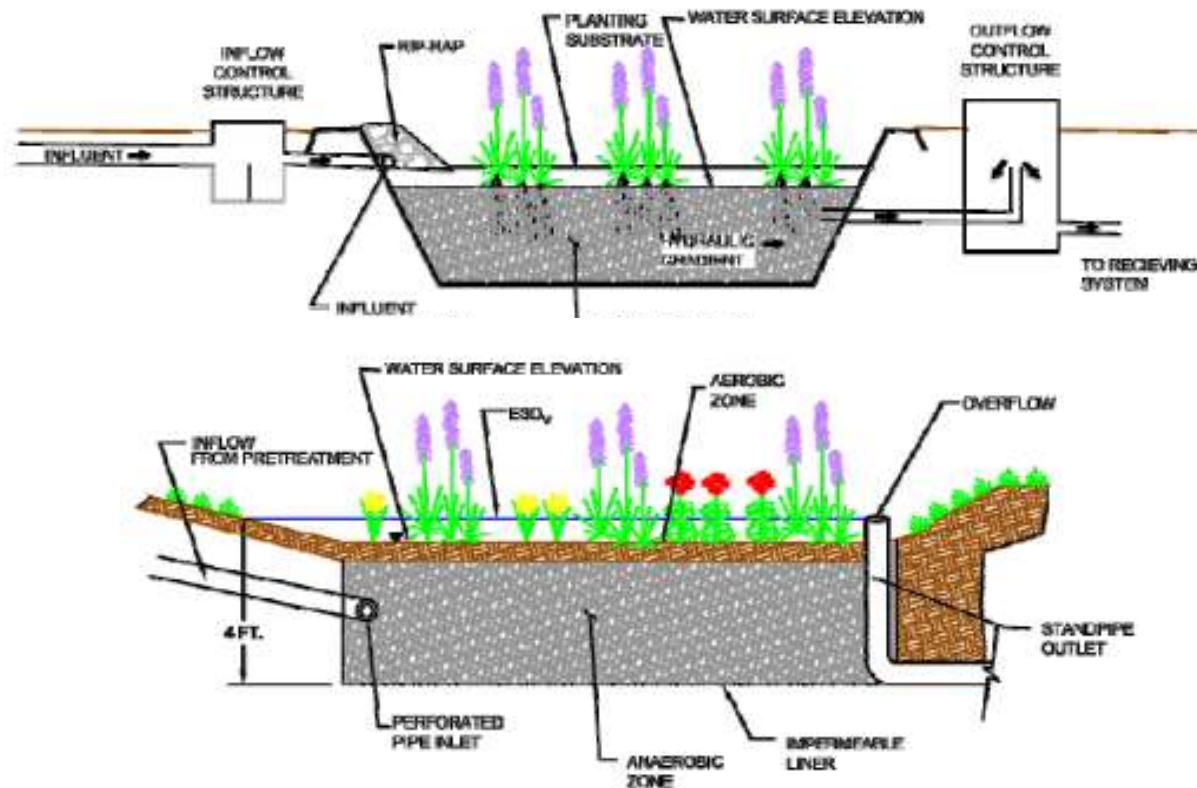 PLANTING
SUBSTRATE
WATER SURFACE ELEVATION
OUTFLOW
CONTROL
STRUCTURE
INFLOW
CONTROL
STRUCTURE
RIP-RAP
INFLUENT
HYDRAULIC
GRADIENT
INFLUENT
TO RECIEVING
SYSTEM
WATER SURFACE ELEVATION
AEROBIC
ZONE
ESDv
OVERFLOW
INFLOW
FROM PRETREATMENT
4 FT.
STANDPIPE
OUTLET
PERFORATED
PIPE INLET
ANAEROBIC
ZONE
IMPERMEABLE
LINER